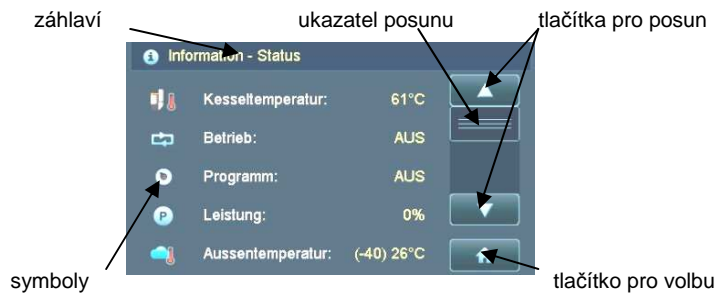 záhlaví ukazatel posunu tlačítka pro posun
Information - Status
Kesseltemperatur: 61°C
Betrieb: AUS
Programm: AUS
Leistung: 0%
P
Aussentemperatur: (-40) 26°C
symboly tlačítko pro volbu